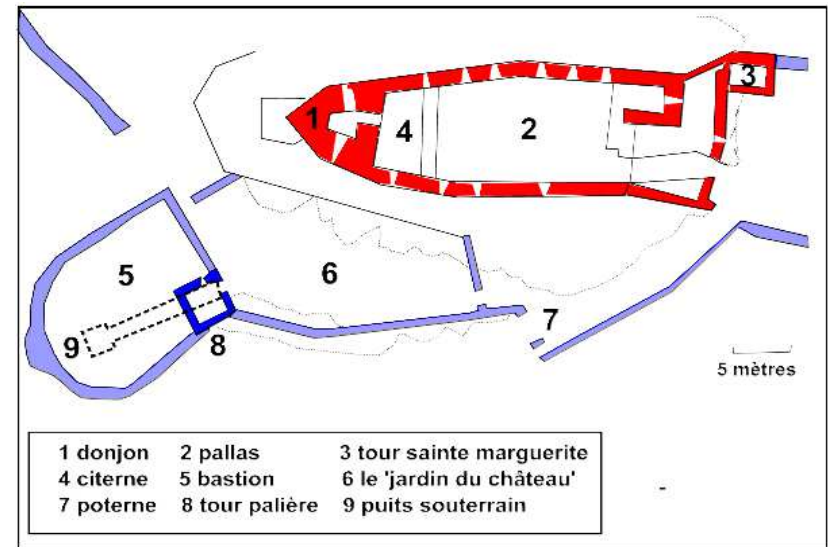 3
1
4
2
5
6
7
9
8
5 mètres
1 donjon 2 pallas 3 tour sainte marguerite
4 citerne 5 bastion 6 le 'jardin du château'
7 poterne 8 tour palière 9 puits souterrain